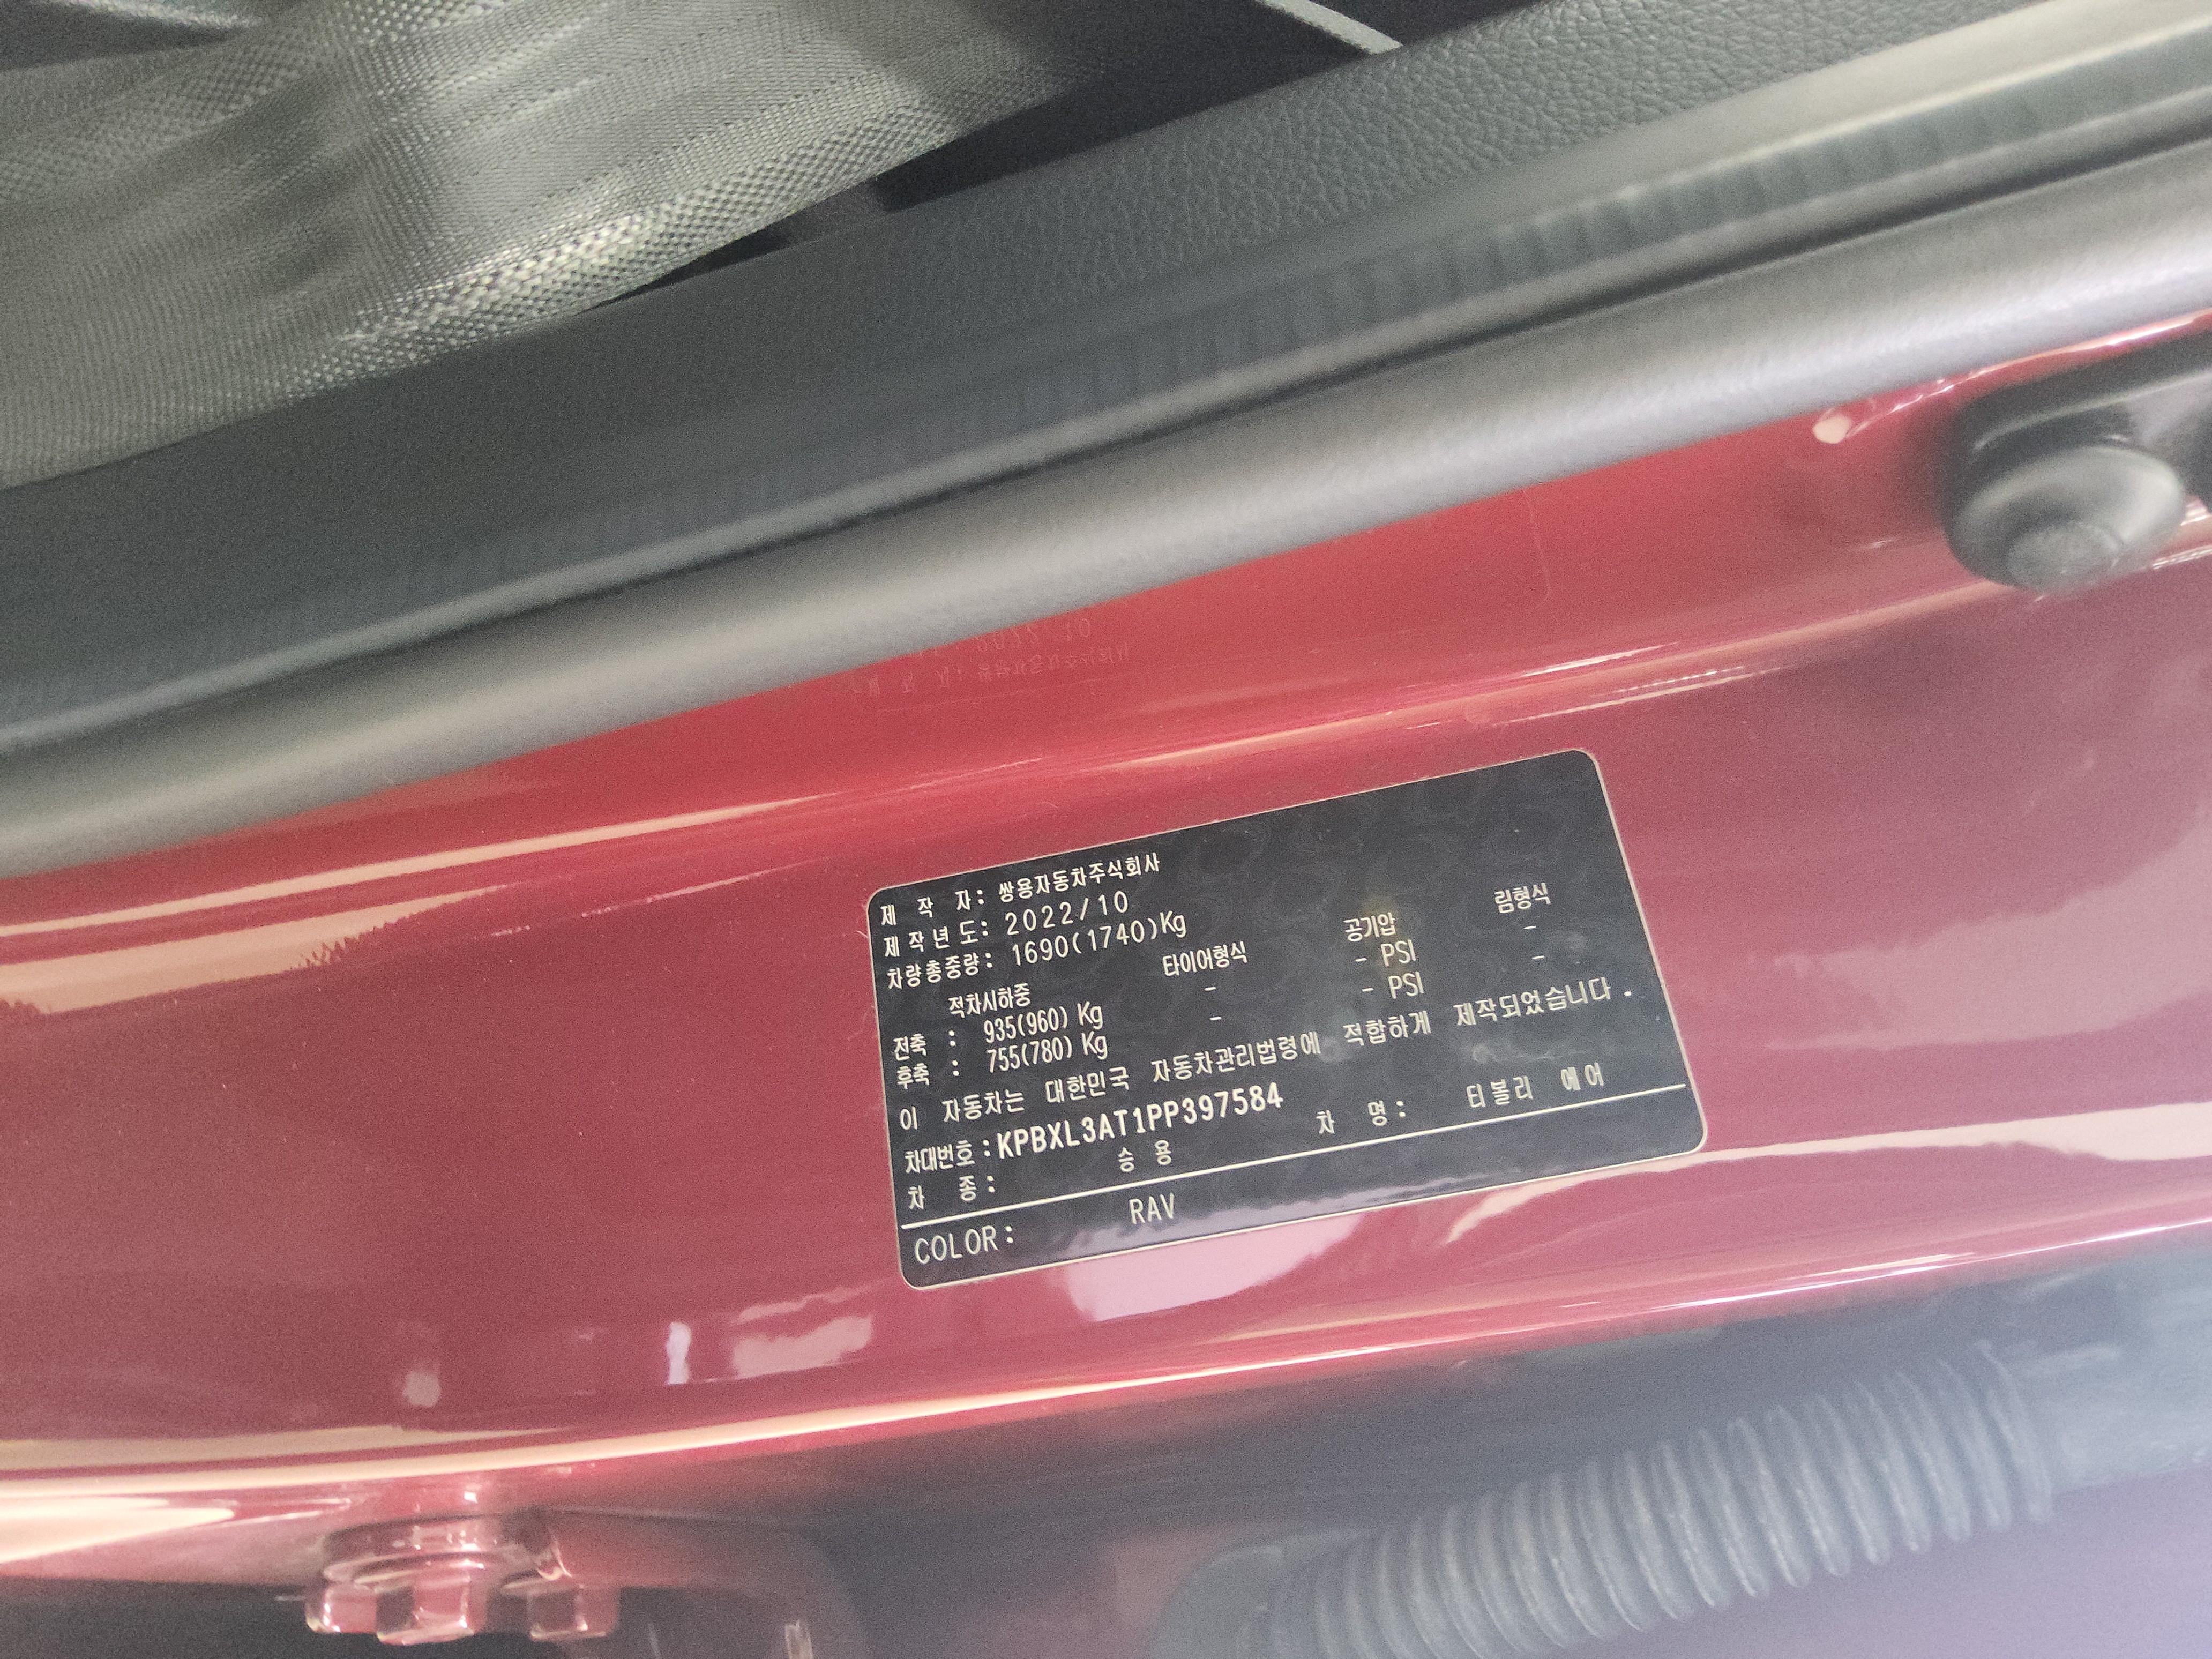 제 작 자: 쌍용자동차주식회사
제 작 년 도: 2022/10
차량총중량: 1690(1740)Kg
적차시하중 타이어형식 공기압 림형식
전축 : 935(960) Kg - - PSI -
후축 : 755(780) Kg - - PSI -
이 자동차는 대한민국 자동차관리법령에 적합하게 제작되었습니다.
차대번호:KPBXL3AT1PP397584
차 종: 승 용 차 명: 티볼리 에어
COLOR: RAV